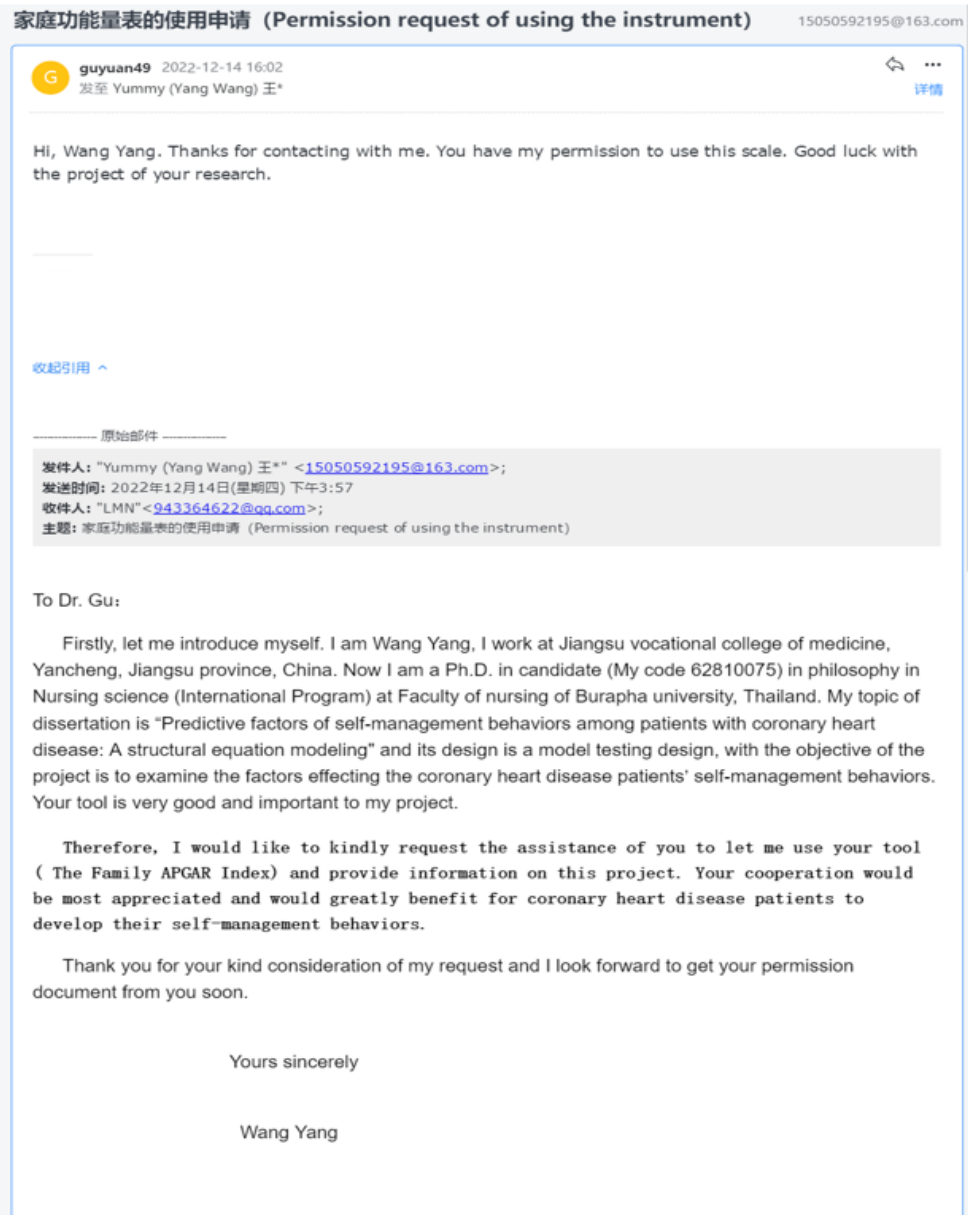 家庭功能量表的使用申请（Permission request of using the instrument）
15050592195@163.com
G
guyuan49 2022-12-14 16:02
发至 Yummy (Yang Wang) 王*
详情
Hi, Wang Yang. Thanks for contacting with me. You have my permission to use this scale. Good luck with
the project of your research.
收起引用
-------------- 原始邮件 --------------
发件人: "Yummy (Yang Wang) 王*" <15050592195@163.com>;
发送时间: 2022年12月14日(星期四) 下午3:57
收件人: "LMN"<943364622@qq.com>;
主题: 家庭功能量表的使用申请（Permission request of using the instrument）
To Dr. Gu：
Firstly, let me introduce myself. I am Wang Yang, I work at Jiangsu vocational college of medicine,
Yancheng, Jiangsu province, China. Now I am a Ph.D. in candidate (My code 62810075) in philosophy in
Nursing science (International Program) at Faculty of nursing of Burapha university, Thailand. My topic of
dissertation is “Predictive factors of self-management behaviors among patients with coronary heart
disease: A structural equation modeling” and its design is a model testing design, with the objective of the
project is to examine the factors effecting the coronary heart disease patients’ self-management behaviors.
Your tool is very good and important to my project.
Therefore, I would like to kindly request the assistance of you to let me use your tool
( The Family APGAR Index) and provide information on this project. Your cooperation would
be most appreciated and would greatly benefit for coronary heart disease patients to
develop their self-management behaviors.
Thank you for your kind consideration of my request and I look forward to get your permission
document from you soon.
Yours sincerely
Wang Yang